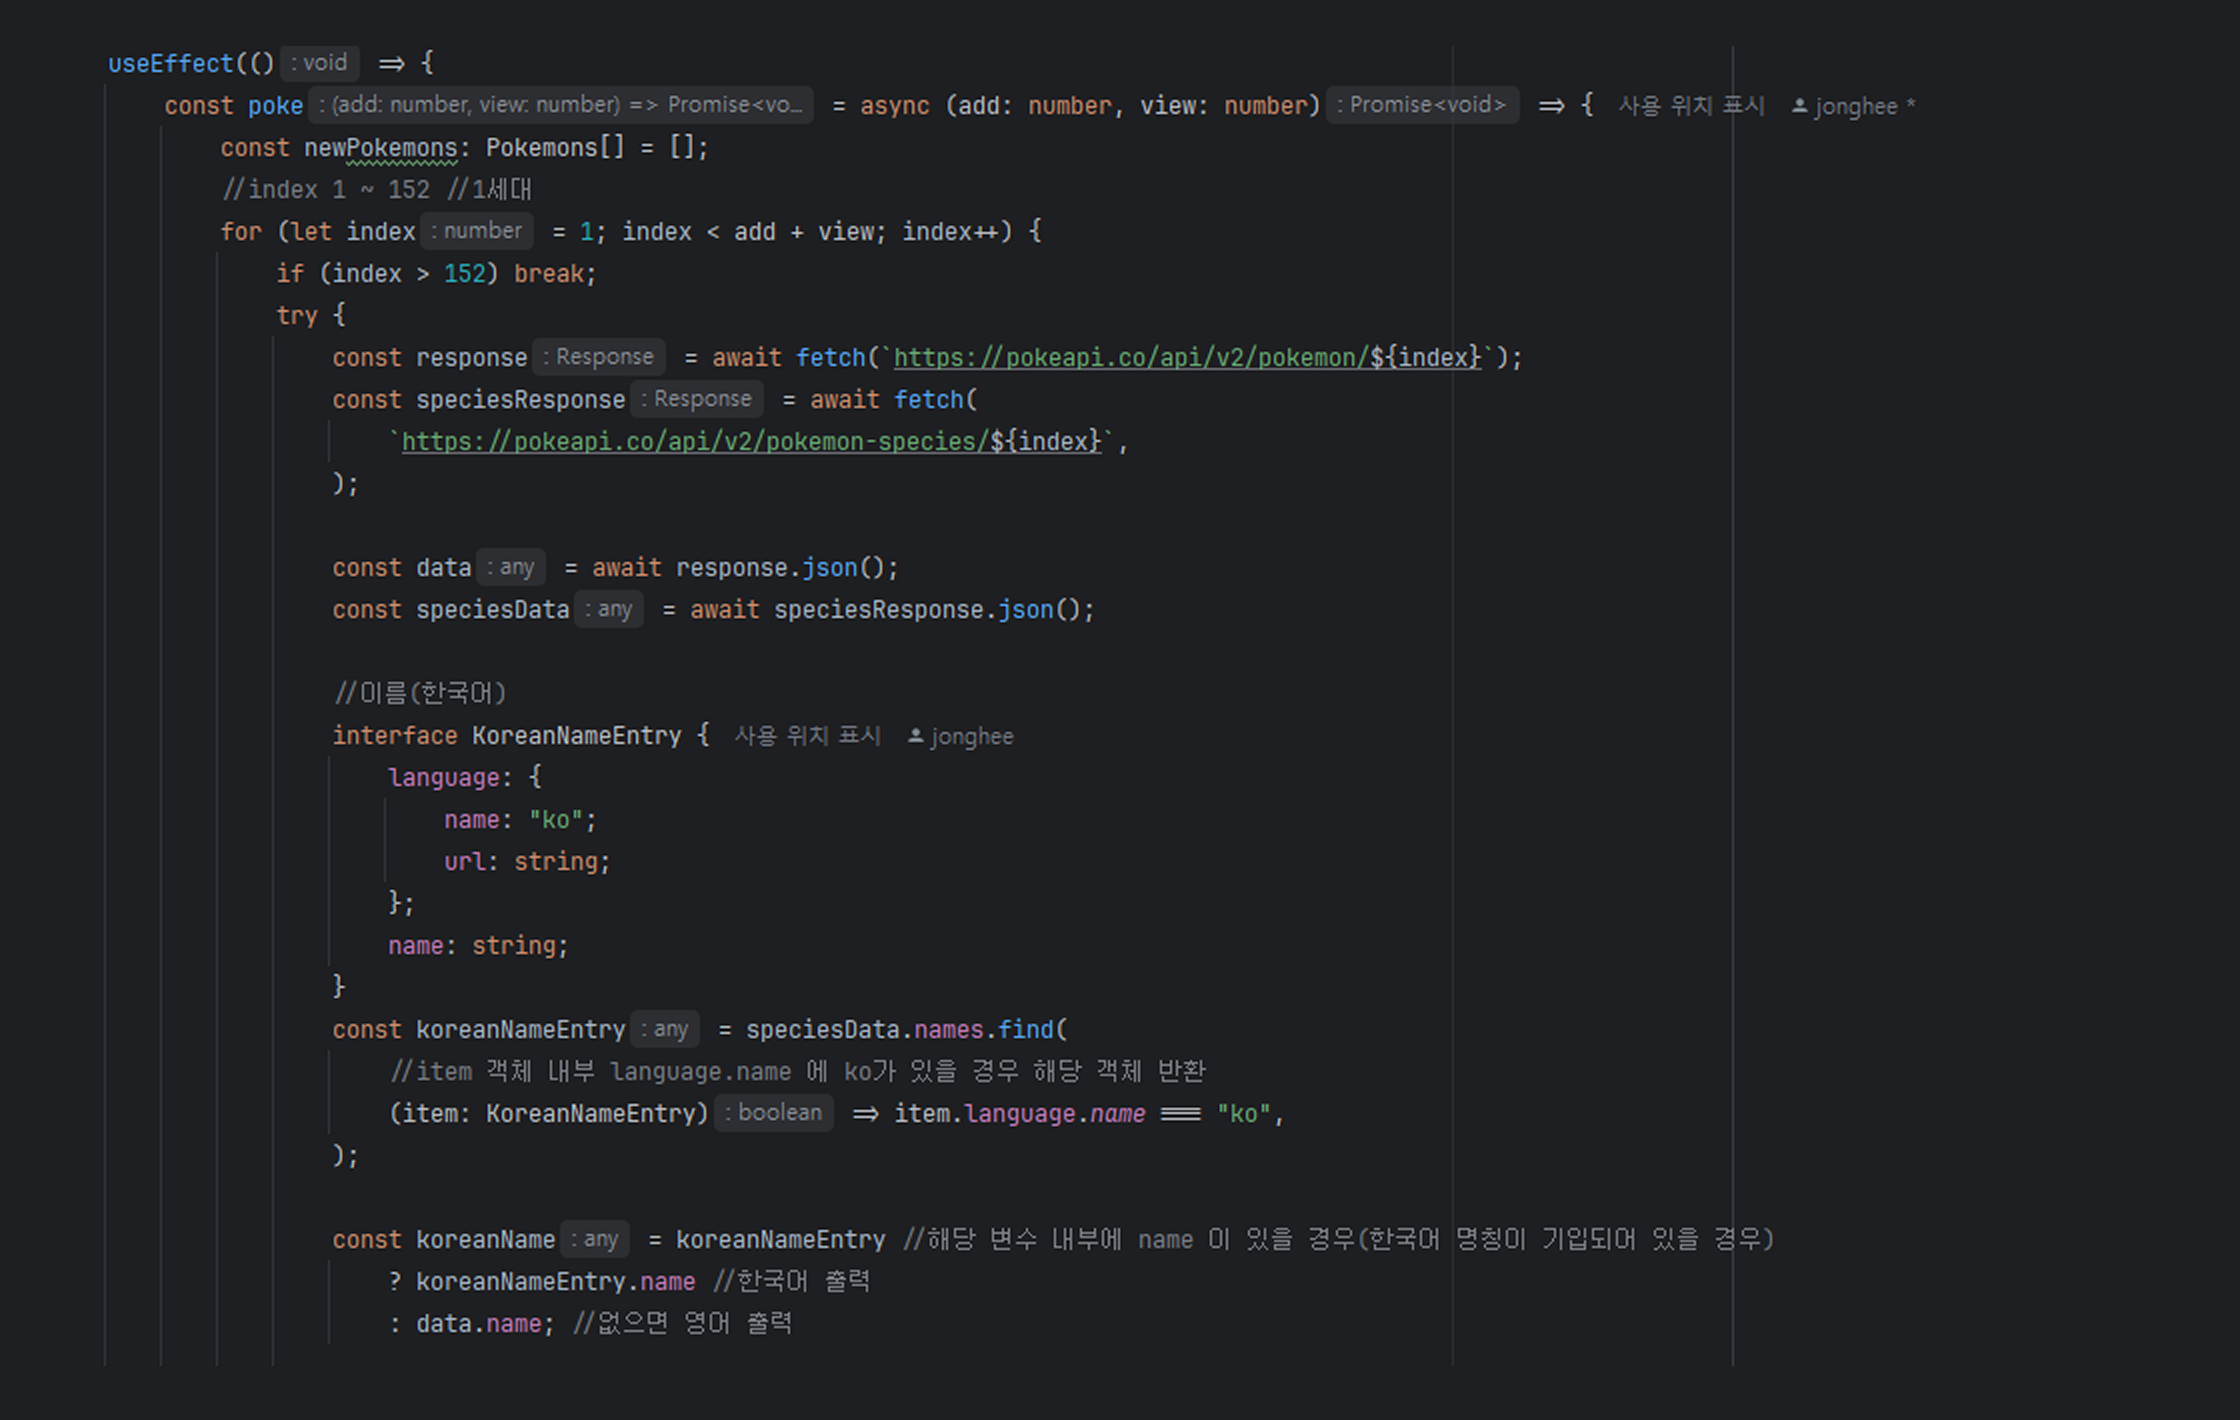 useEffect(() : void => {
const poke : (add: number, view: number) => Promise<vo... = async (add: number, view: number) : Promise<void> => { 사용 위치 표시 jonghee *
const newPokemons: Pokemons[] = [];
//index 1 ~ 152 //1세대
for (let index : number = 1; index < add + view; index++) {
if (index > 152) break;
try {
const response : Response = await fetch(`https://pokeapi.co/api/v2/pokemon/${index}`);
const speciesResponse : Response = await fetch(
`https://pokeapi.co/api/v2/pokemon-species/${index}`,
);
const data : any = await response.json();
const speciesData : any = await speciesResponse.json();
//이름(한국어)
interface KoreanNameEntry { 사용 위치 표시 jonghee
language: {
name: "ko";
url: string;
};
name: string;
}
const koreanNameEntry : any = speciesData.names.find(
//item 객체 내부 language.name 에 ko가 있을 경우 해당 객체 반환
(item: KoreanNameEntry) : boolean => item.language.name === "ko",
);
const koreanName : any = koreanNameEntry //해당 변수 내부에 name 이 있을 경우(한국어 명칭이 기입되어 있을 경우)
? koreanNameEntry.name //한국어 출력
: data.name; //없으면 영어 출력